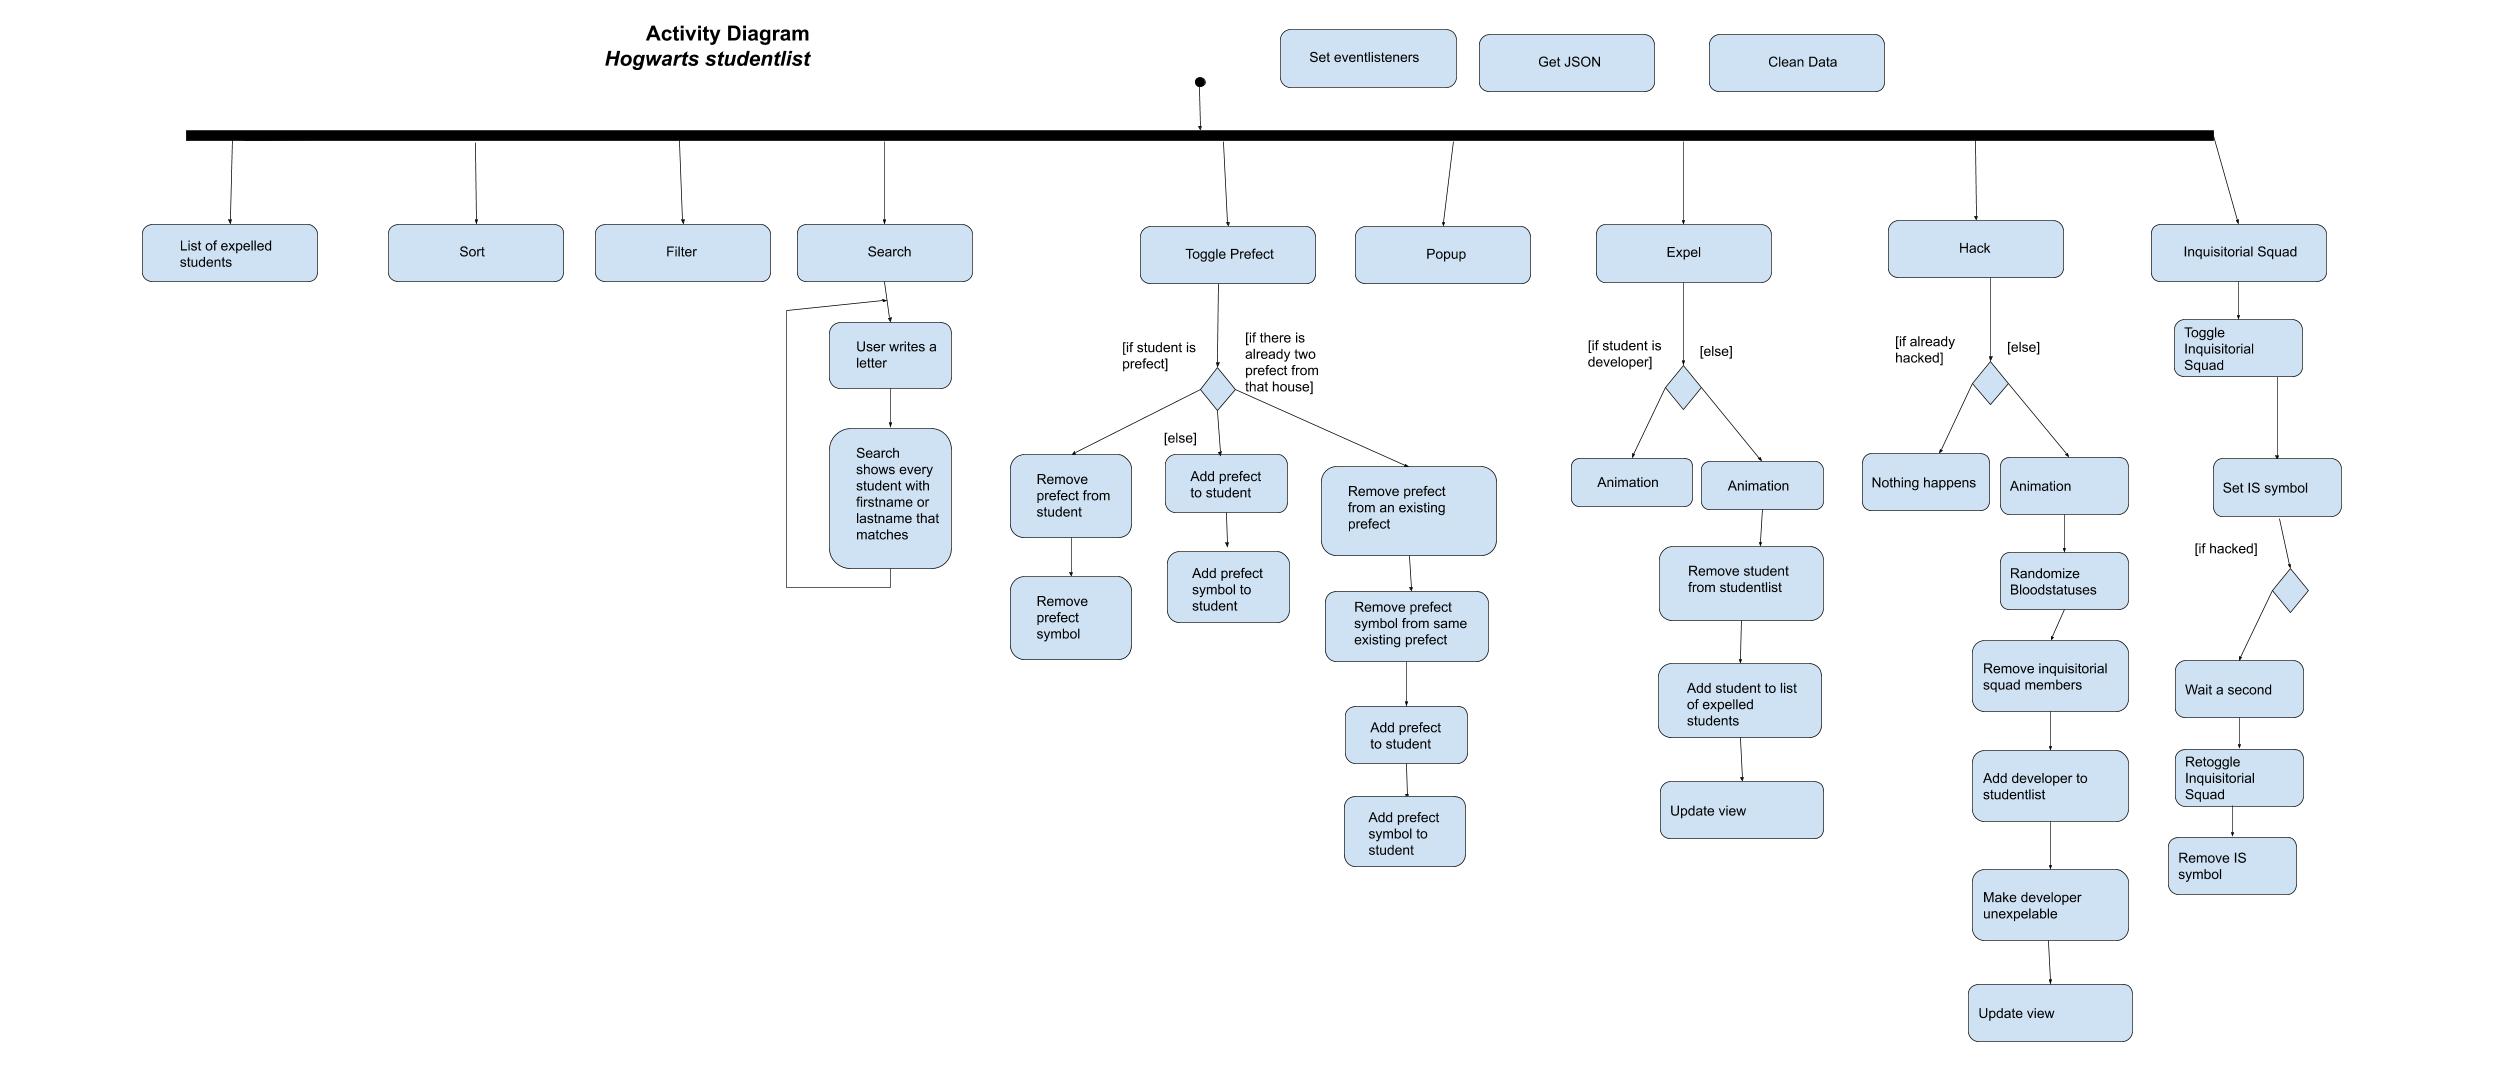 Activity Diagram
Hogwarts studentlist
Set eventlisteners
Get JSON
Clean Data
List of expelled
students
Sort
Filter
Search
Toggle Prefect
Popup
Expel
Hack
Inquisitorial Squad
User writes a
letter
Search
shows every
student with
firstname or
lastname that
matches
[if student is
prefect]
[if there is
already two
prefect from
that house]
[else]
Remove
prefect from
student
Remove
prefect
symbol
Add prefect
to student
Add prefect
symbol to
student
Remove prefect
from an existing
prefect
Remove prefect
symbol from same
existing prefect
Add prefect
to student
Add prefect
symbol to
student
[if student is
developer]
[else]
Animation
Animation
Remove student
from studentlist
Add student to list
of expelled
students
Update view
[if already
hacked]
[else]
Nothing happens
Animation
Randomize
Bloodstatuses
Remove inquisitorial
squad members
Add developer to
studentlist
Make developer
unexpelable
Update view
Toggle
Inquisitorial
Squad
Set IS symbol
[if hacked]
Wait a second
Retoggle
Inquisitorial
Squad
Remove IS
symbol